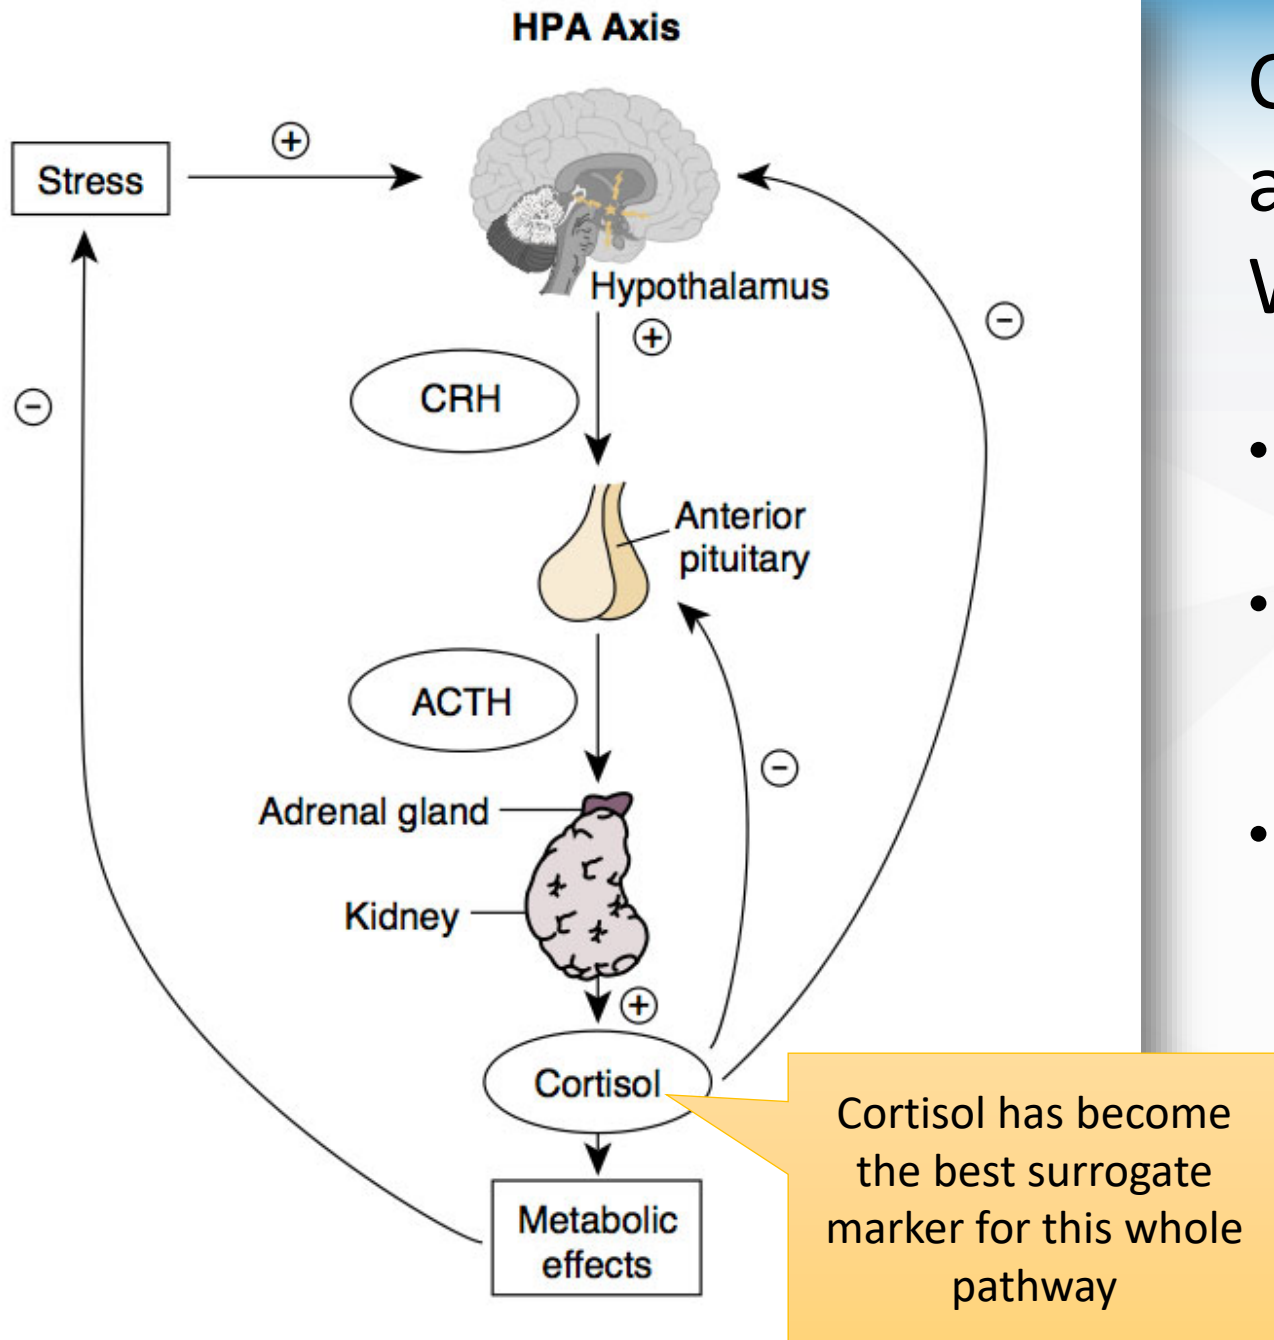 HPA Axis
Stress
+
Hypothalamus
+
−
−
CRH
Anterior
pituitary
ACTH
−
Adrenal gland
Kidney
+
Cortisol
Metabolic
effects
Cortisol has become
the best surrogate
marker for this whole
pathway